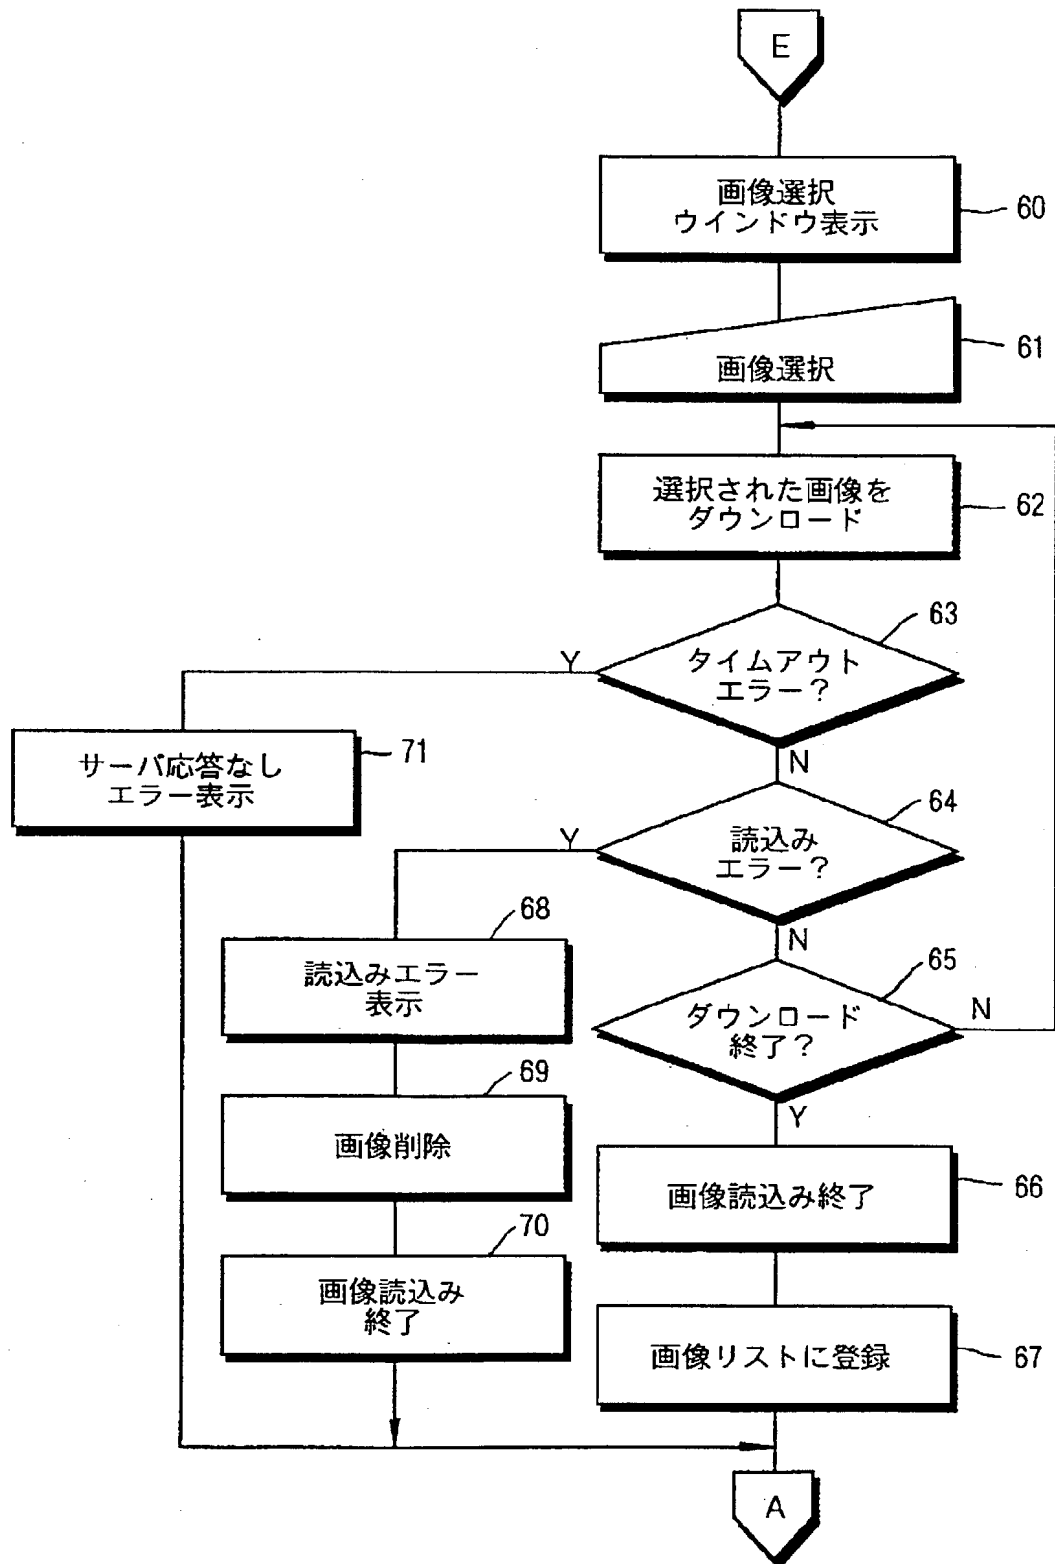 E
画像選択
ウインドウ表示
60
画像選択
61
選択された画像を
ダウンロード
62
タイムアウト
エラー?
63
Y
N
サーバ応答なし
エラー表示
71
読込み
エラー?
64
Y
N
読込みエラー
表示
68
ダウンロード
終了?
65
N
Y
画像削除
69
画像読込み終了
66
画像読込み
終了
70
画像リストに登録
67
A